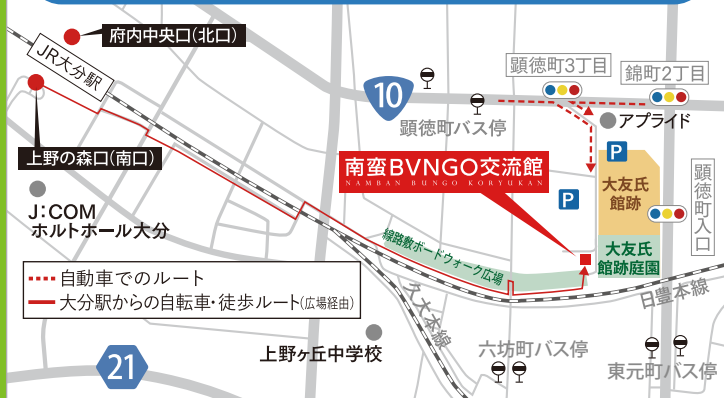 府内中央口(北口)
JR大分駅
上野の森口(南口)
J:COM
ホルトホール大分
10
顕徳町バス停
顕徳町3丁目
錦町2丁目
アプライド
P
南蛮BVNGO交流館
NAMBAN BUNGO KORYUKAN
P
大友氏
館跡
顕徳町入口
大友氏
館跡庭園
線路敷ボードウォーク広場
日豊本線
久大本線
自動車でのルート
大分駅からの自転車・徒歩ルート(広場経由)
上野ヶ丘中学校
21
六坊町バス停
東元町バス停